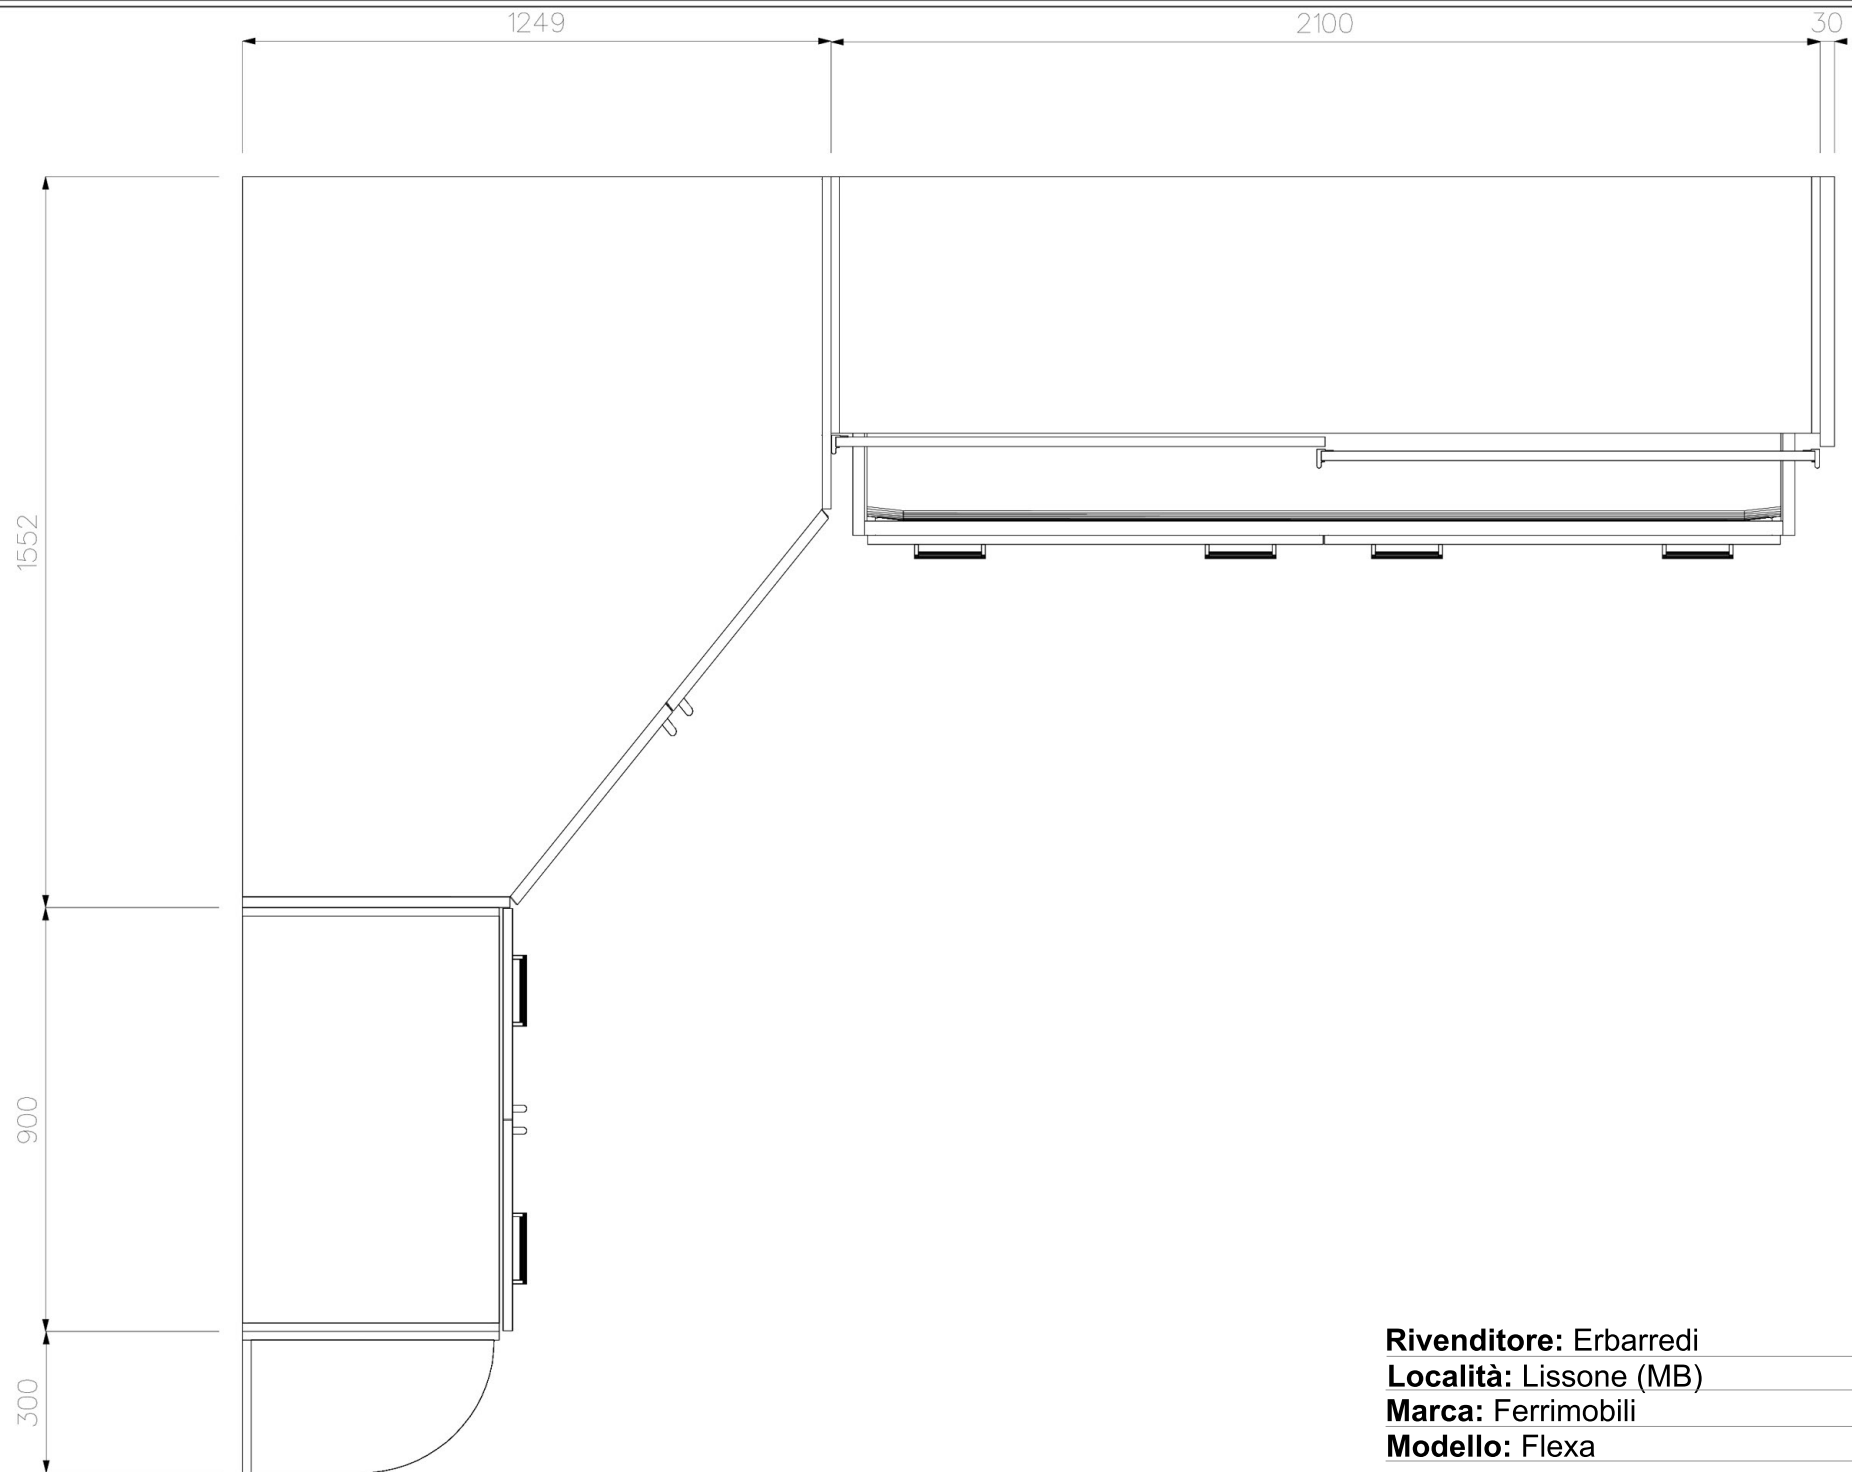 1249
2100
30
1552
900
300
Rivenditore: Erbarredi
Località: Lissone (MB)
Marca: Ferrimobili
Modello: Flexa